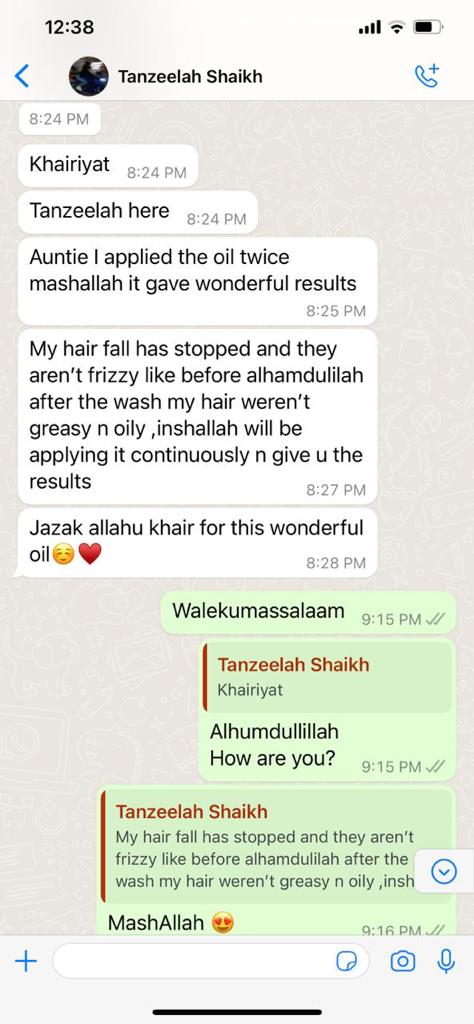 12:38
Tanzeelah Shaikh
8:24 PM
Khairiyat 8:24 PM
Tanzeelah here 8:24 PM
Auntie I applied the oil twice
mashallah it gave wonderful results
8:25 PM
My hair fall has stopped and they
aren’t frizzy like before alhamdulilah
after the wash my hair weren’t
greasy n oily ,inshallah will be
applying it continuously n give u the
results
8:27 PM
Jazak allahu khair for this wonderful
oil☺️♥️
8:28 PM
Walekumassalaam 9:15 PM
Tanzeelah Shaikh
Khairiyat
Alhumdullillah
How are you? 9:15 PM
Tanzeelah Shaikh
My hair fall has stopped and they aren’t
frizzy like before alhamdulilah after the
wash my hair weren’t greasy n oily ,insh
MashAllah 😍 9:16 PM